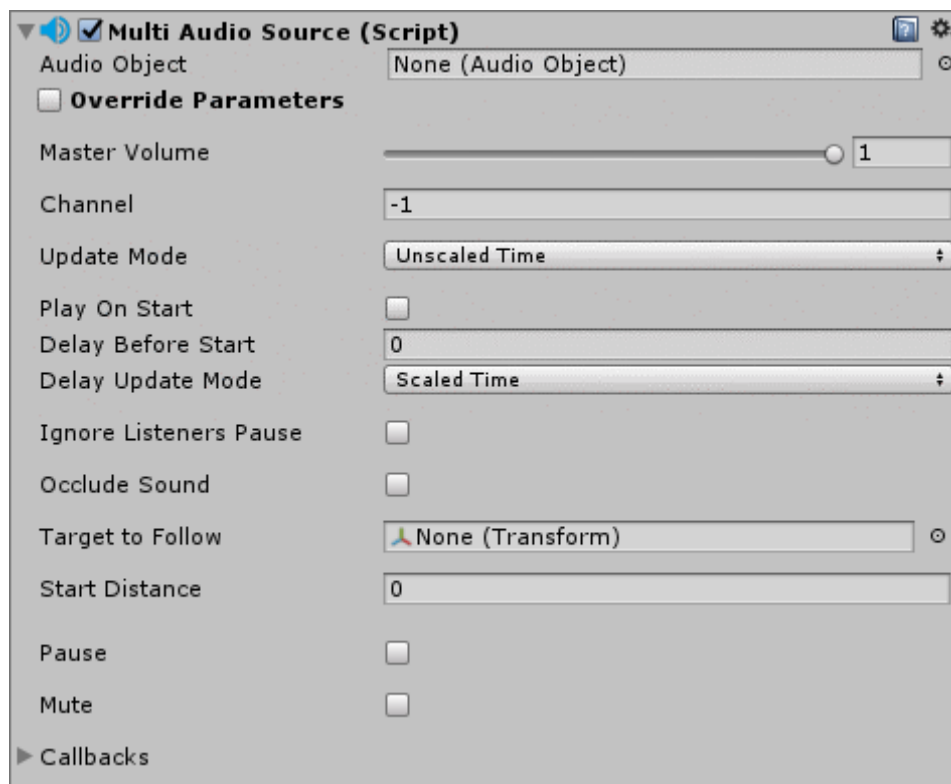 Multi Audio Source (Script)
Audio Object None (Audio Object)
Override Parameters
Master Volume 1
Channel -1
Update Mode Unscaled Time
Play On Start
Delay Before Start 0
Delay Update Mode Scaled Time
Ignore Listeners Pause
Occlude Sound
Target to Follow None (Transform)
Start Distance 0
Pause
Mute
Callbacks